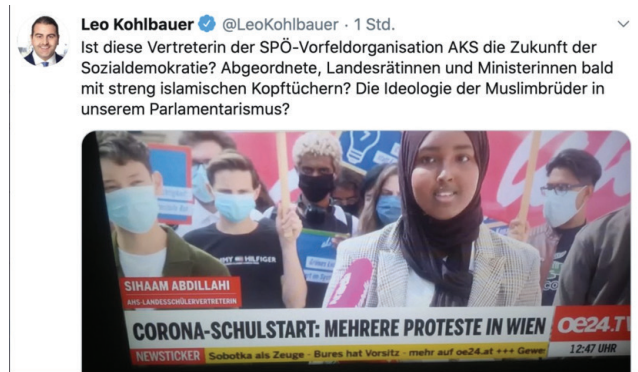 Leo Kohlbauer @LeoKohlbauer · 1 Std.
Ist diese Vertreterin der SPÖ-Vorfeldorganisation AKS die Zukunft der
Sozialdemokratie? Abgeordnete, Landesrätinnen und Ministerinnen bald
mit streng islamischen Kopftüchern? Die Ideologie der Muslimbrüder in
unserem Parlamentarismus?
HILFIGER
SIHAAM ABDILLAHI
AHS-LANDESSCHÜLERVERTRETERIN
CORONA-SCHULSTART: MEHRERE PROTESTE IN WIEN
oe24.TV
NEWSTICKER Sobotka als Zeuge - Bures hat Vorsitz - mehr auf oe24.at +++ Gewe
12:47 UHR